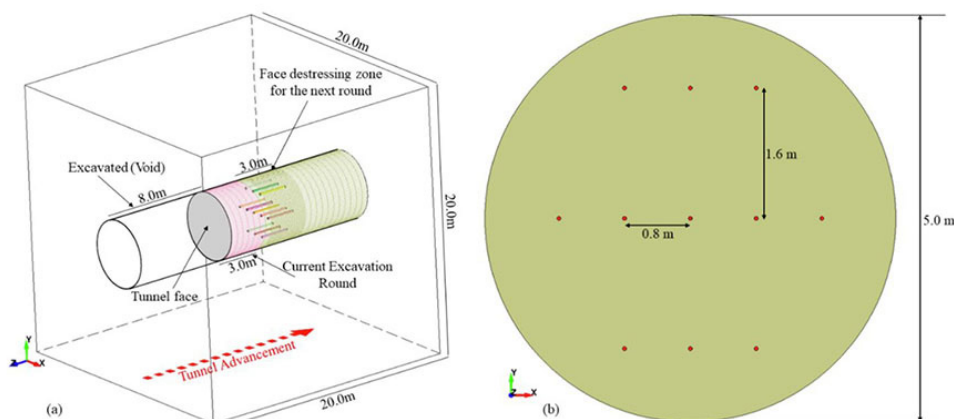 20.0m
Face destressing zone
for the next round
3.0m
Excavated (Void)
8.0m
20.0m
3.0m
Current Excavation
Round
Tunnel face
Tunnel Advancement
20.0m
Y
Z
X
(a)
1.6 m
0.8 m
5.0 m
Y
Z
X
(b)